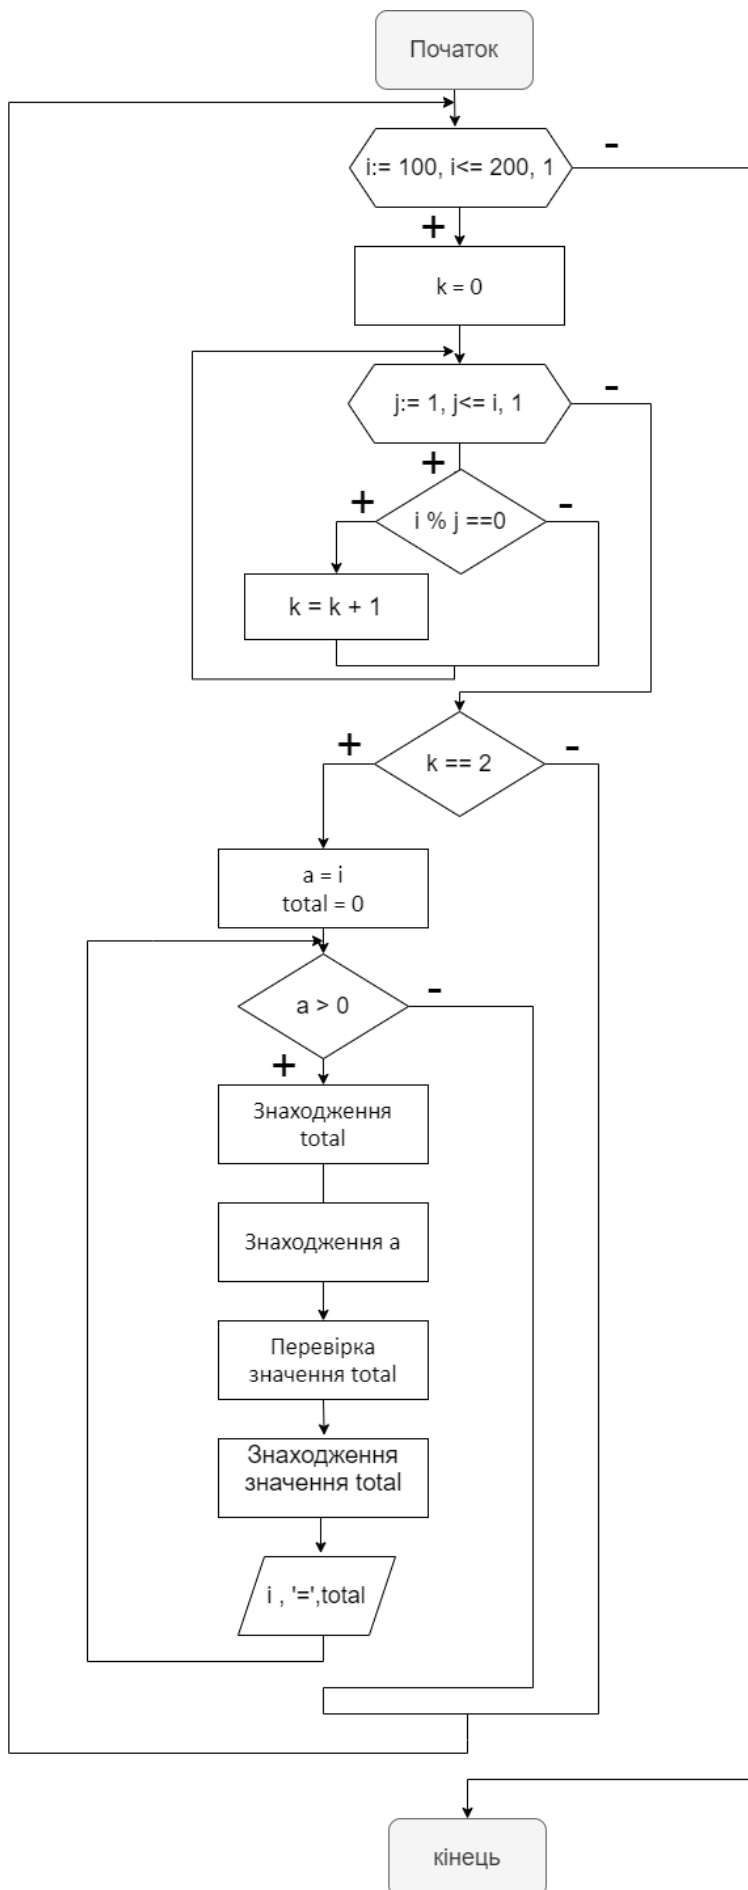 Початок
-
i:= 100, i<= 200, 1
+
k = 0
-
j:= 1, j<= i, 1
+
+
-
i % j ==0
k = k + 1
+
-
k == 2
a = i
total = 0
-
a > 0
+
Знаходження
total
Знаходження a
Перевірка
значення total
Знаходження
значення total
i , '=',total
кінець